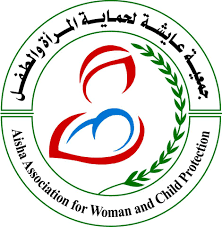 جمعية عايشة لحماية المرأة والطفل
Aisha Association for Woman and Child Protection